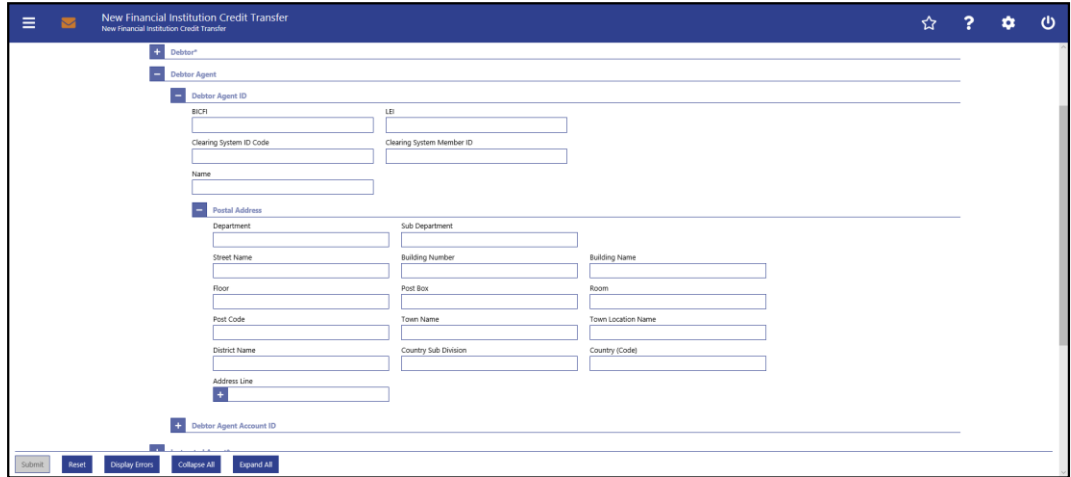 New Financial Institution Credit Transfer
New Financial Institution Credit Transfer
?
+ Debtor*
− Debtor Agent
− Debtor Agent ID
BICFI LEI
Clearing System ID Code Clearing System Member ID
Name
− Postal Address
Department Sub Department
Street Name Building Number Building Name
Floor Post Box Room
Post Code Town Name Town Location Name
District Name Country Sub Division Country (Code)
Address Line
+
+ Debtor Agent Account ID
Submit Reset Display Errors Collapse All Expand All